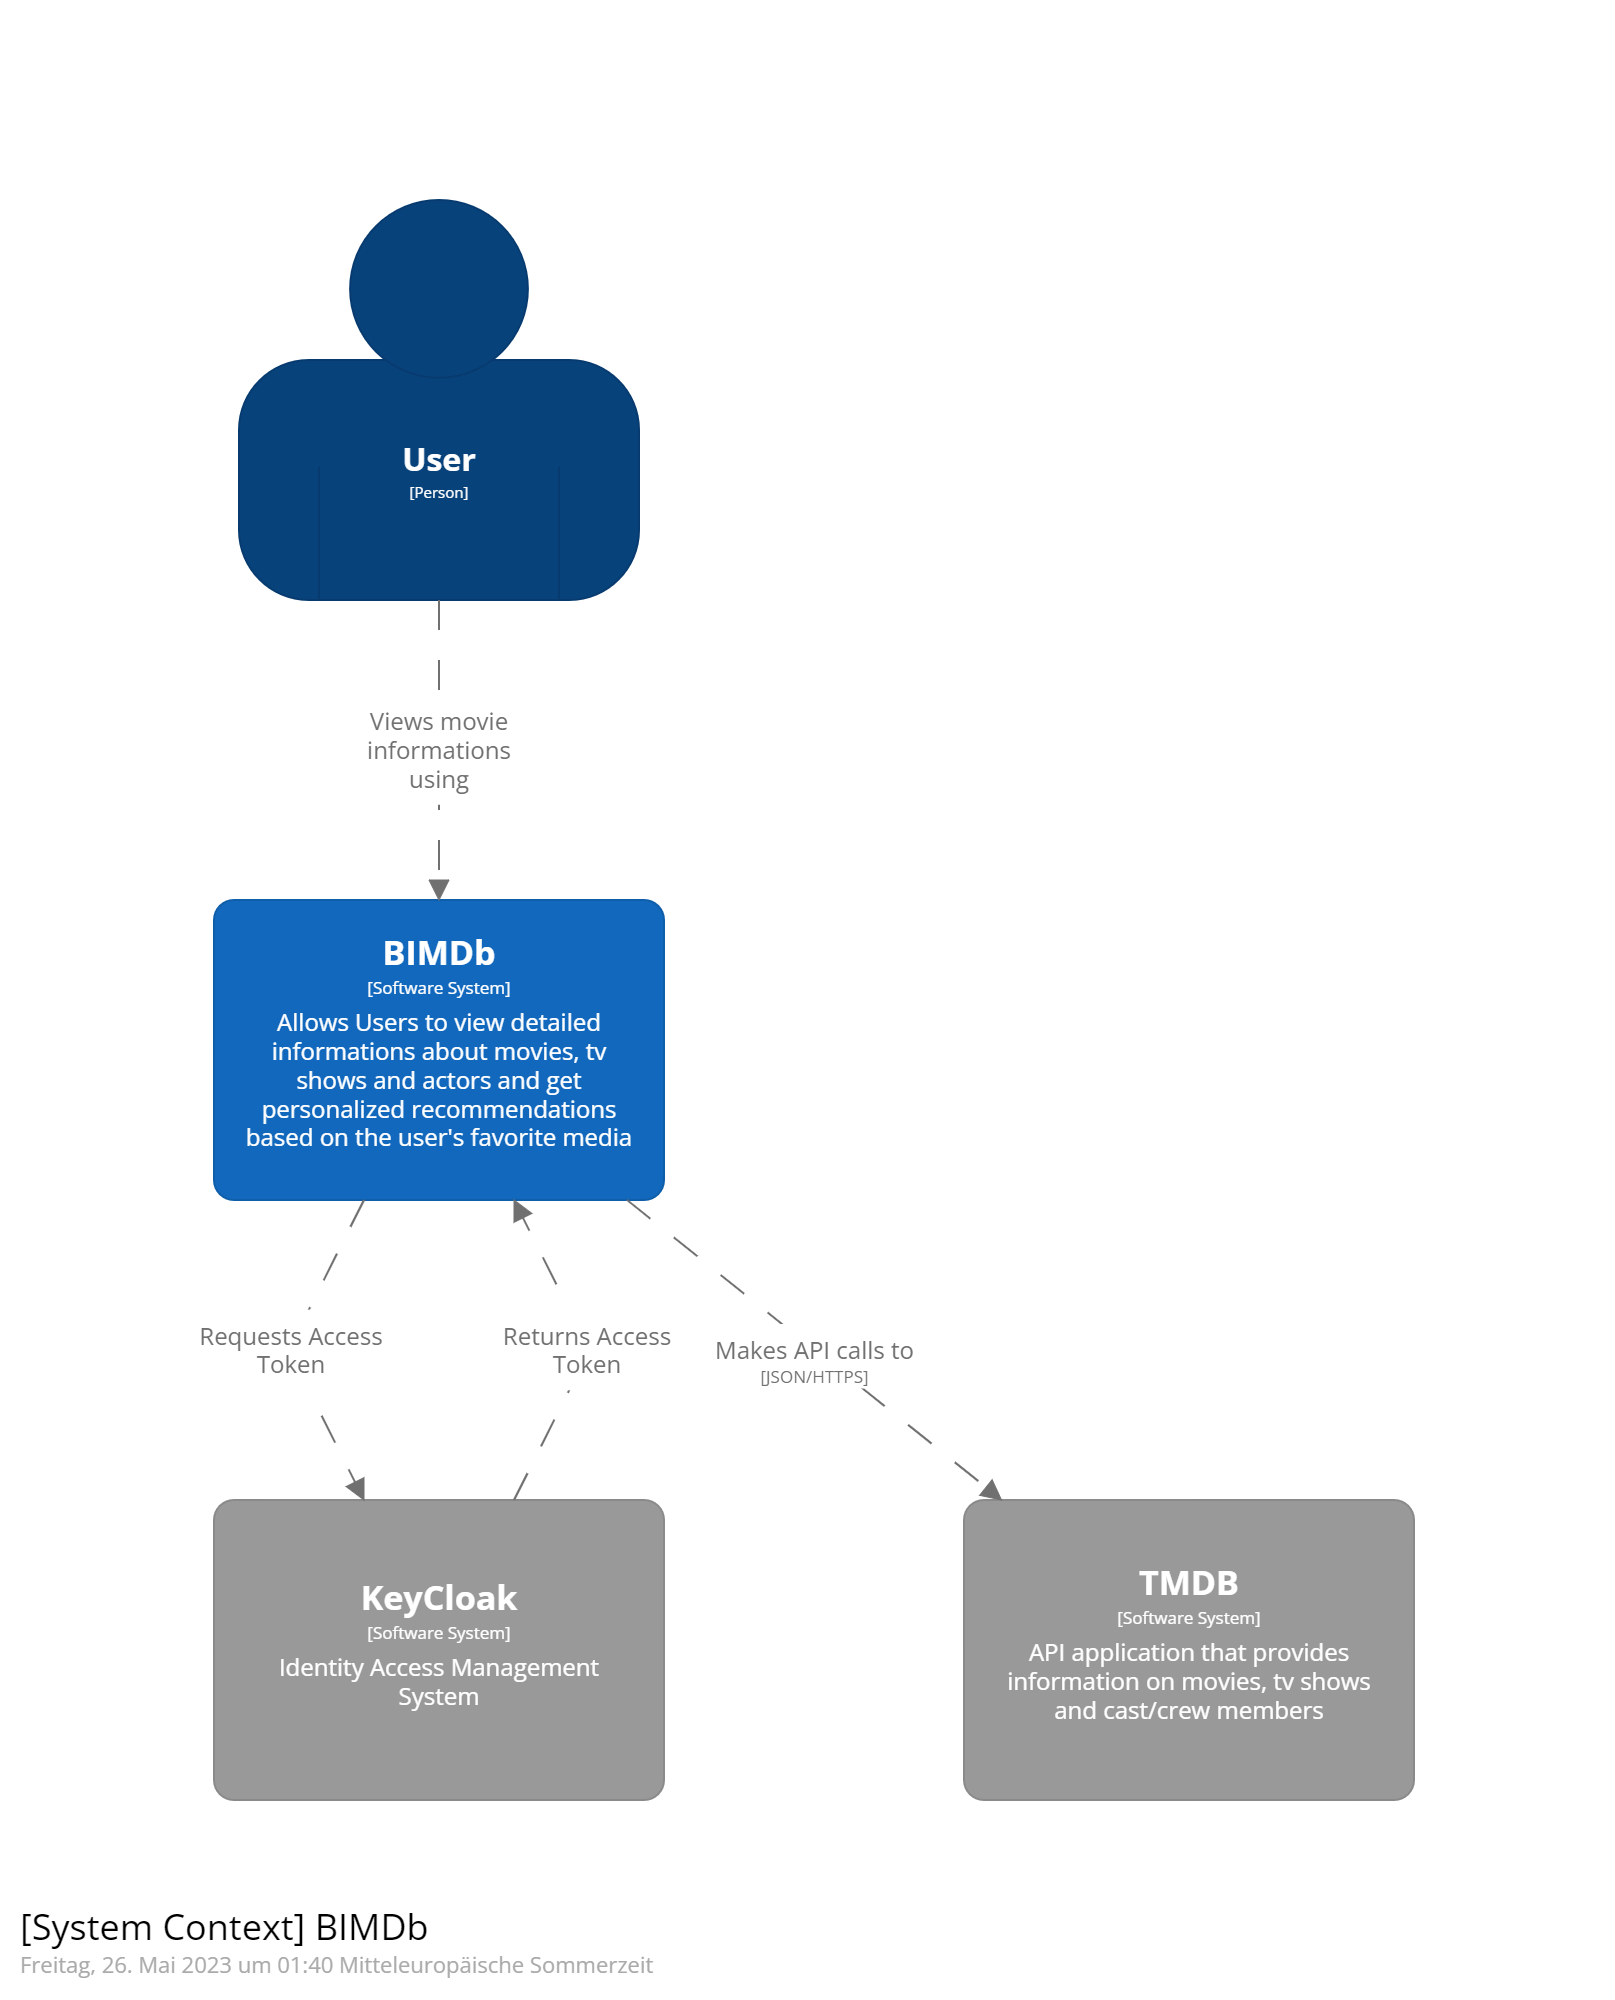 User
[Person]
Views movie
informations
using
BIMDb
[Software System]
Allows Users to view detailed
informations about movies, tv
shows and actors and get
personalized recommendations
based on the user's favorite media
Requests Access
Token
Returns Access
Token
Makes API calls to
[JSON/HTTPS]
KeyCloak
[Software System]
Identity Access Management
System
TMDB
[Software System]
API application that provides
information on movies, tv shows
and cast/crew members
[System Context] BIMDb
Freitag, 26. Mai 2023 um 01:40 Mitteleuropäische Sommerzeit